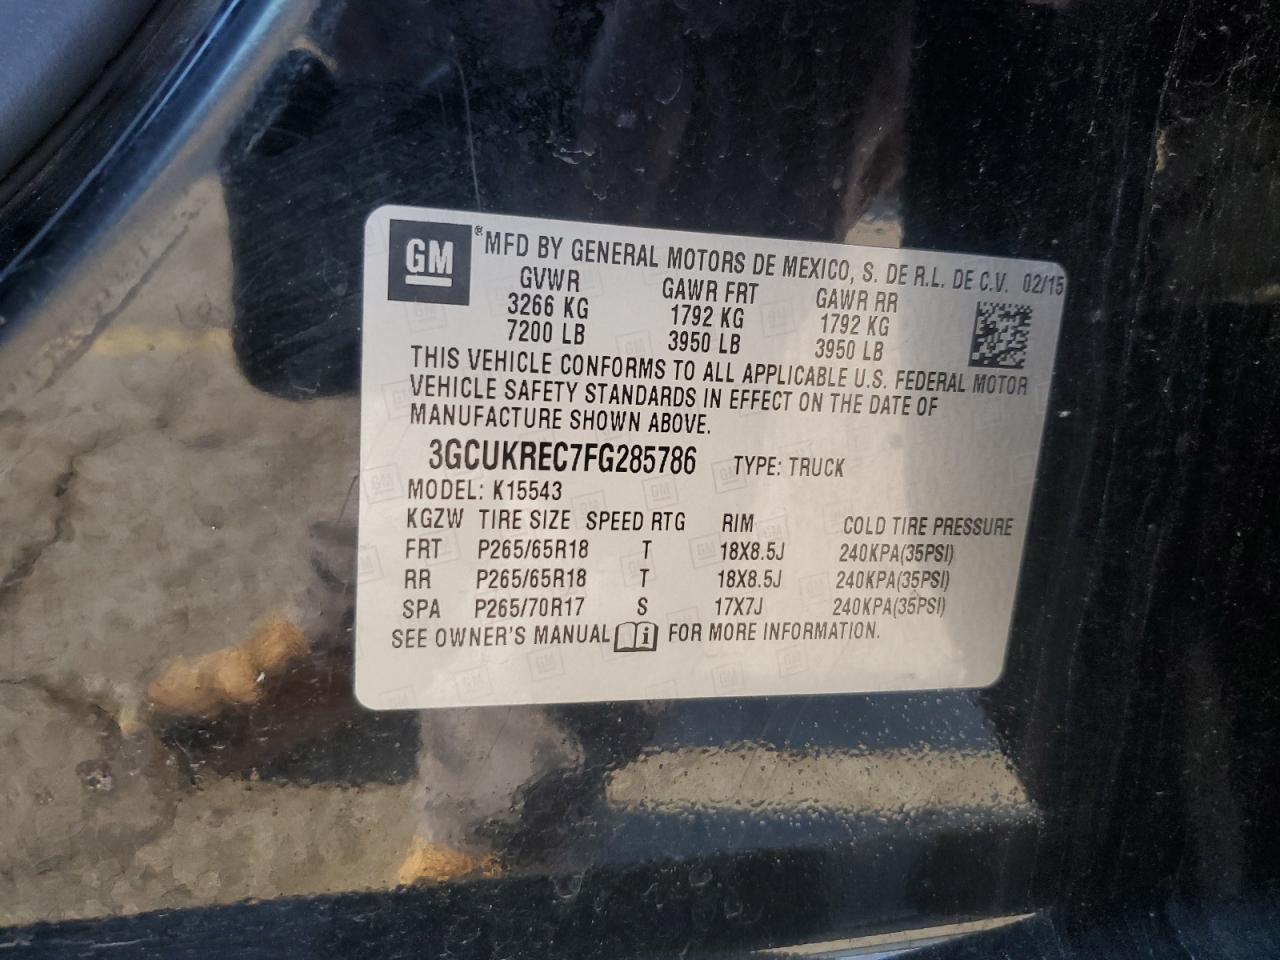 GM ® MFD BY GENERAL MOTORS DE MEXICO, S. DE R.L. DE C.V. 02/15
GVWR GAWR FRT GAWR RR
3266 KG 1792 KG 1792 KG
7200 LB 3950 LB 3950 LB
THIS VEHICLE CONFORMS TO ALL APPLICABLE U.S. FEDERAL MOTOR
VEHICLE SAFETY STANDARDS IN EFFECT ON THE DATE OF
MANUFACTURE SHOWN ABOVE.
3GCUKREC7FG285786 TYPE: TRUCK
MODEL: K15543
KGZW TIRE SIZE SPEED RTG RIM COLD TIRE PRESSURE
FRT P265/65R18 T 18X8.5J 240KPA(35PSI)
RR P265/65R18 T 18X8.5J 240KPA(35PSI)
SPA P265/70R17 S 17X7J 240KPA(35PSI)
SEE OWNER'S MANUAL i FOR MORE INFORMATION.